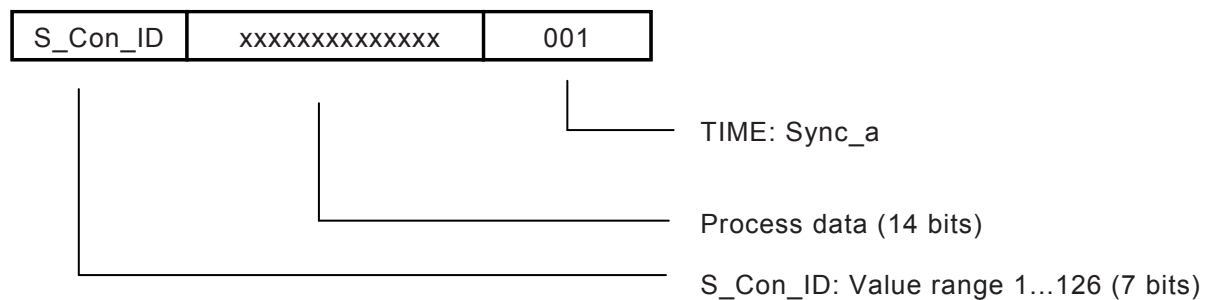 S_Con_ID xxxxxxxxxxxxxx 001
TIME: Sync_a
Process data (14 bits)
S_Con_ID: Value range 1...126 (7 bits)